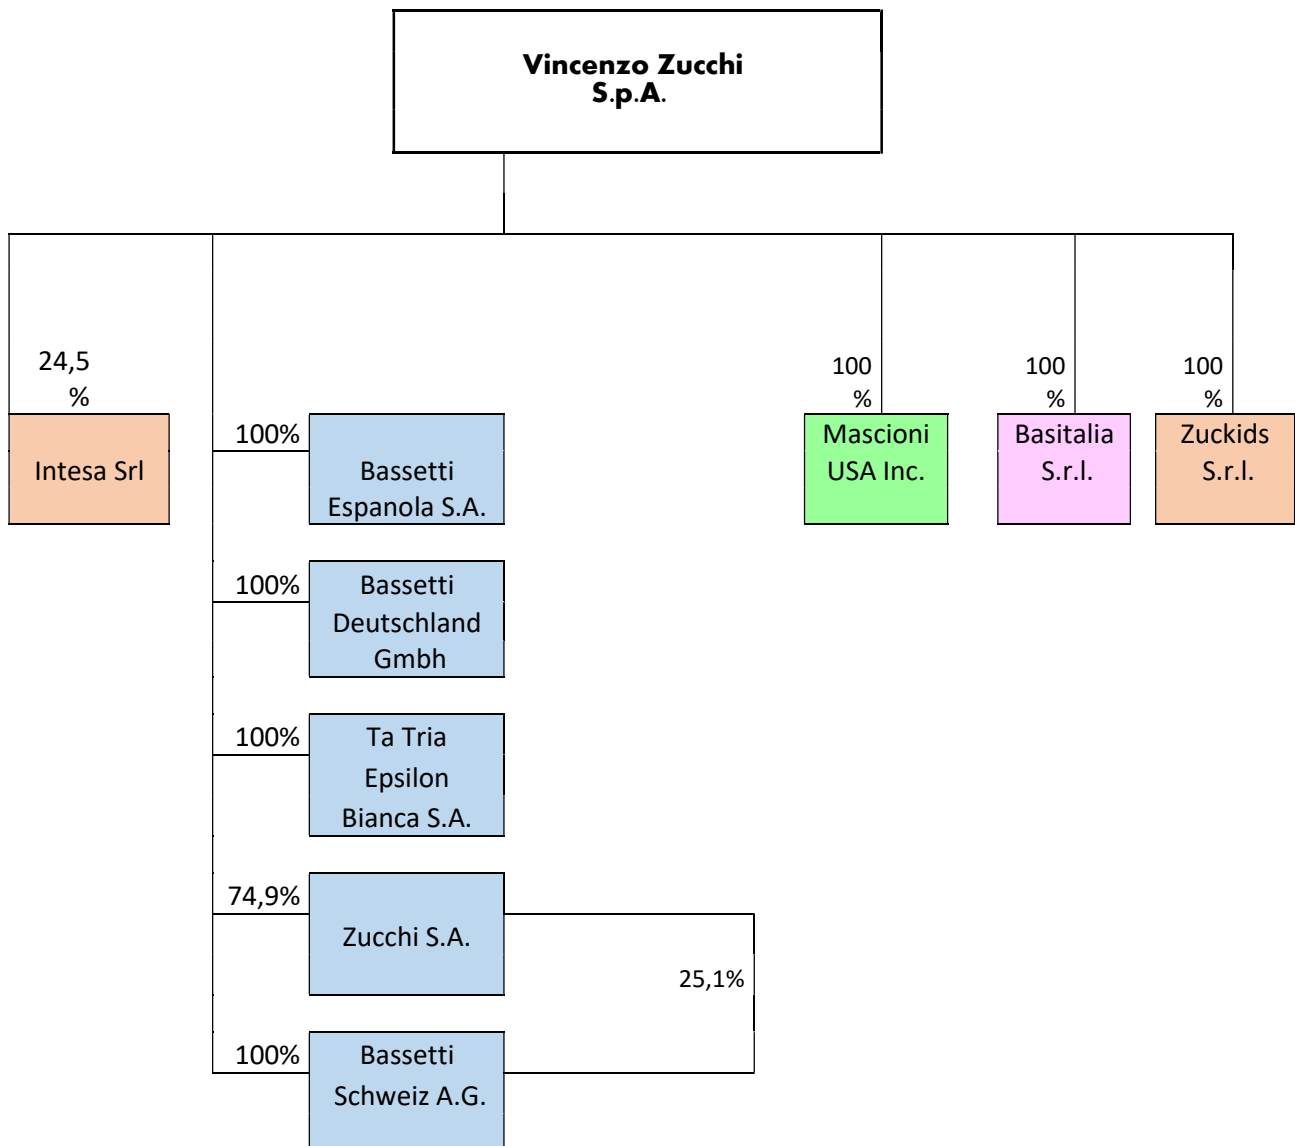 Vincenzo Zucchi
S.p.A.
24,5
%
100
%
100
%
100
%
Intesa Srl
100%
Bassetti
Espanola S.A.
Mascioni
USA Inc.
Basitalia
S.r.l.
Zuckids
S.r.l.
100%
Bassetti
Deutschland
Gmbh
100%
Ta Tria
Epsilon
Bianca S.A.
74,9%
Zucchi S.A.
25,1%
100%
Bassetti
Schweiz A.G.